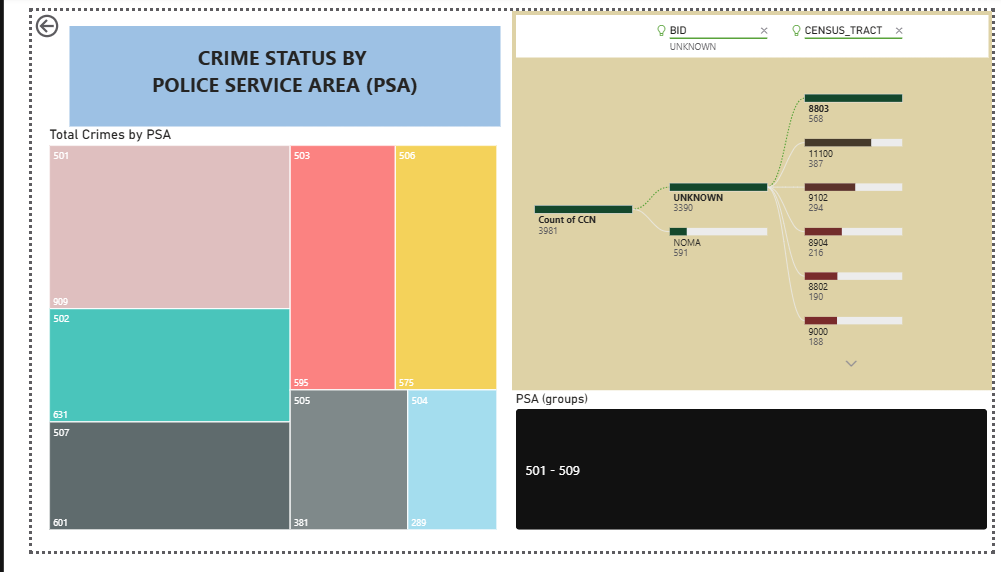 CRIME STATUS BY
POLICE SERVICE AREA (PSA)
Total Crimes by PSA
501
909
502
631
507
601
503
595
506
575
505
381
504
289
BID
UNKNOWN
CENSUS_TRACT
Count of CCN
3981
UNKNOWN
3390
NOMA
591
8803
568
11100
387
9102
294
8904
216
8802
190
9000
188
PSA (groups)
501 - 509